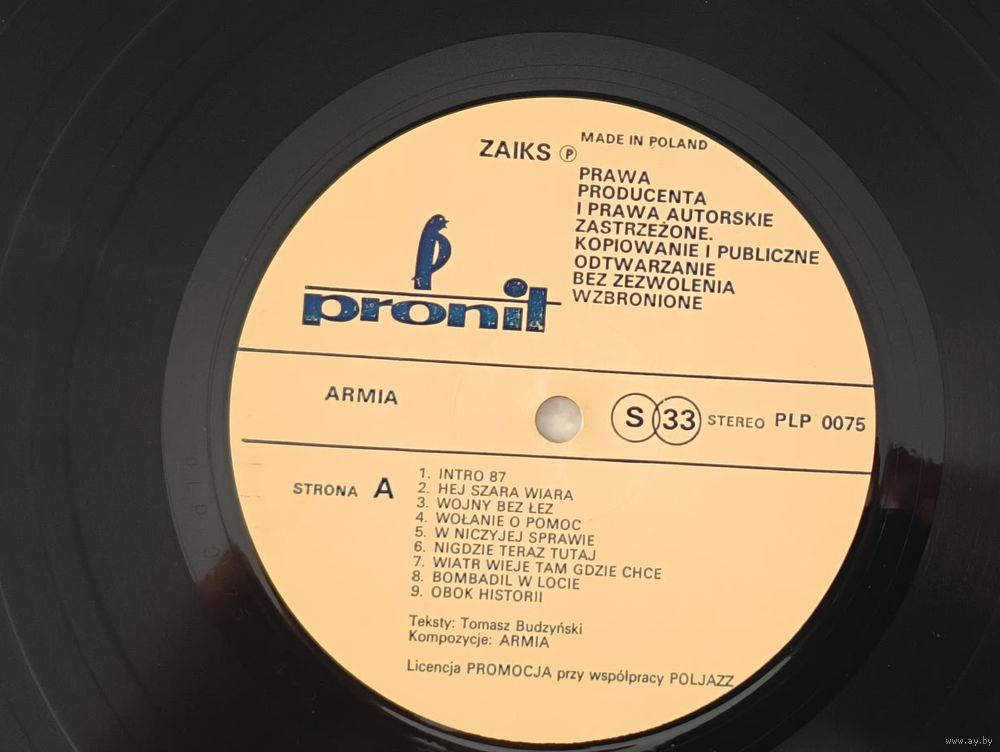 MADE IN POLAND
ZAIKS Ⓟ
PRAWA
PRODUCENTA
I PRAWA AUTORSKIE
ZASTRZEŻONE.
KOPIOWANIE I PUBLICZNE
ODTWARZANIE
BEZ ZEZWOLENIA
WZBRONIONE
pronit
ARMIA
S 33 STEREO PLP 0075
STRONA A
1. INTRO 87
2. HEJ SZARA WIARA
3. WOJNY BEZ ŁEZ
4. WOŁANIE O POMOC
5. W NICZYJEJ SPRAWIE
6. NIGDZIE TERAZ TUTAJ
7. WIATR WIEJE TAM GDZIE CHCE
8. BOMBADIL W LOCIE
9. OBOK HISTORII
Teksty: Tomasz Budzyński
Kompozycje: ARMIA
Licencja PROMOCJA przy współpracy POLJAZZ
www.ay.by